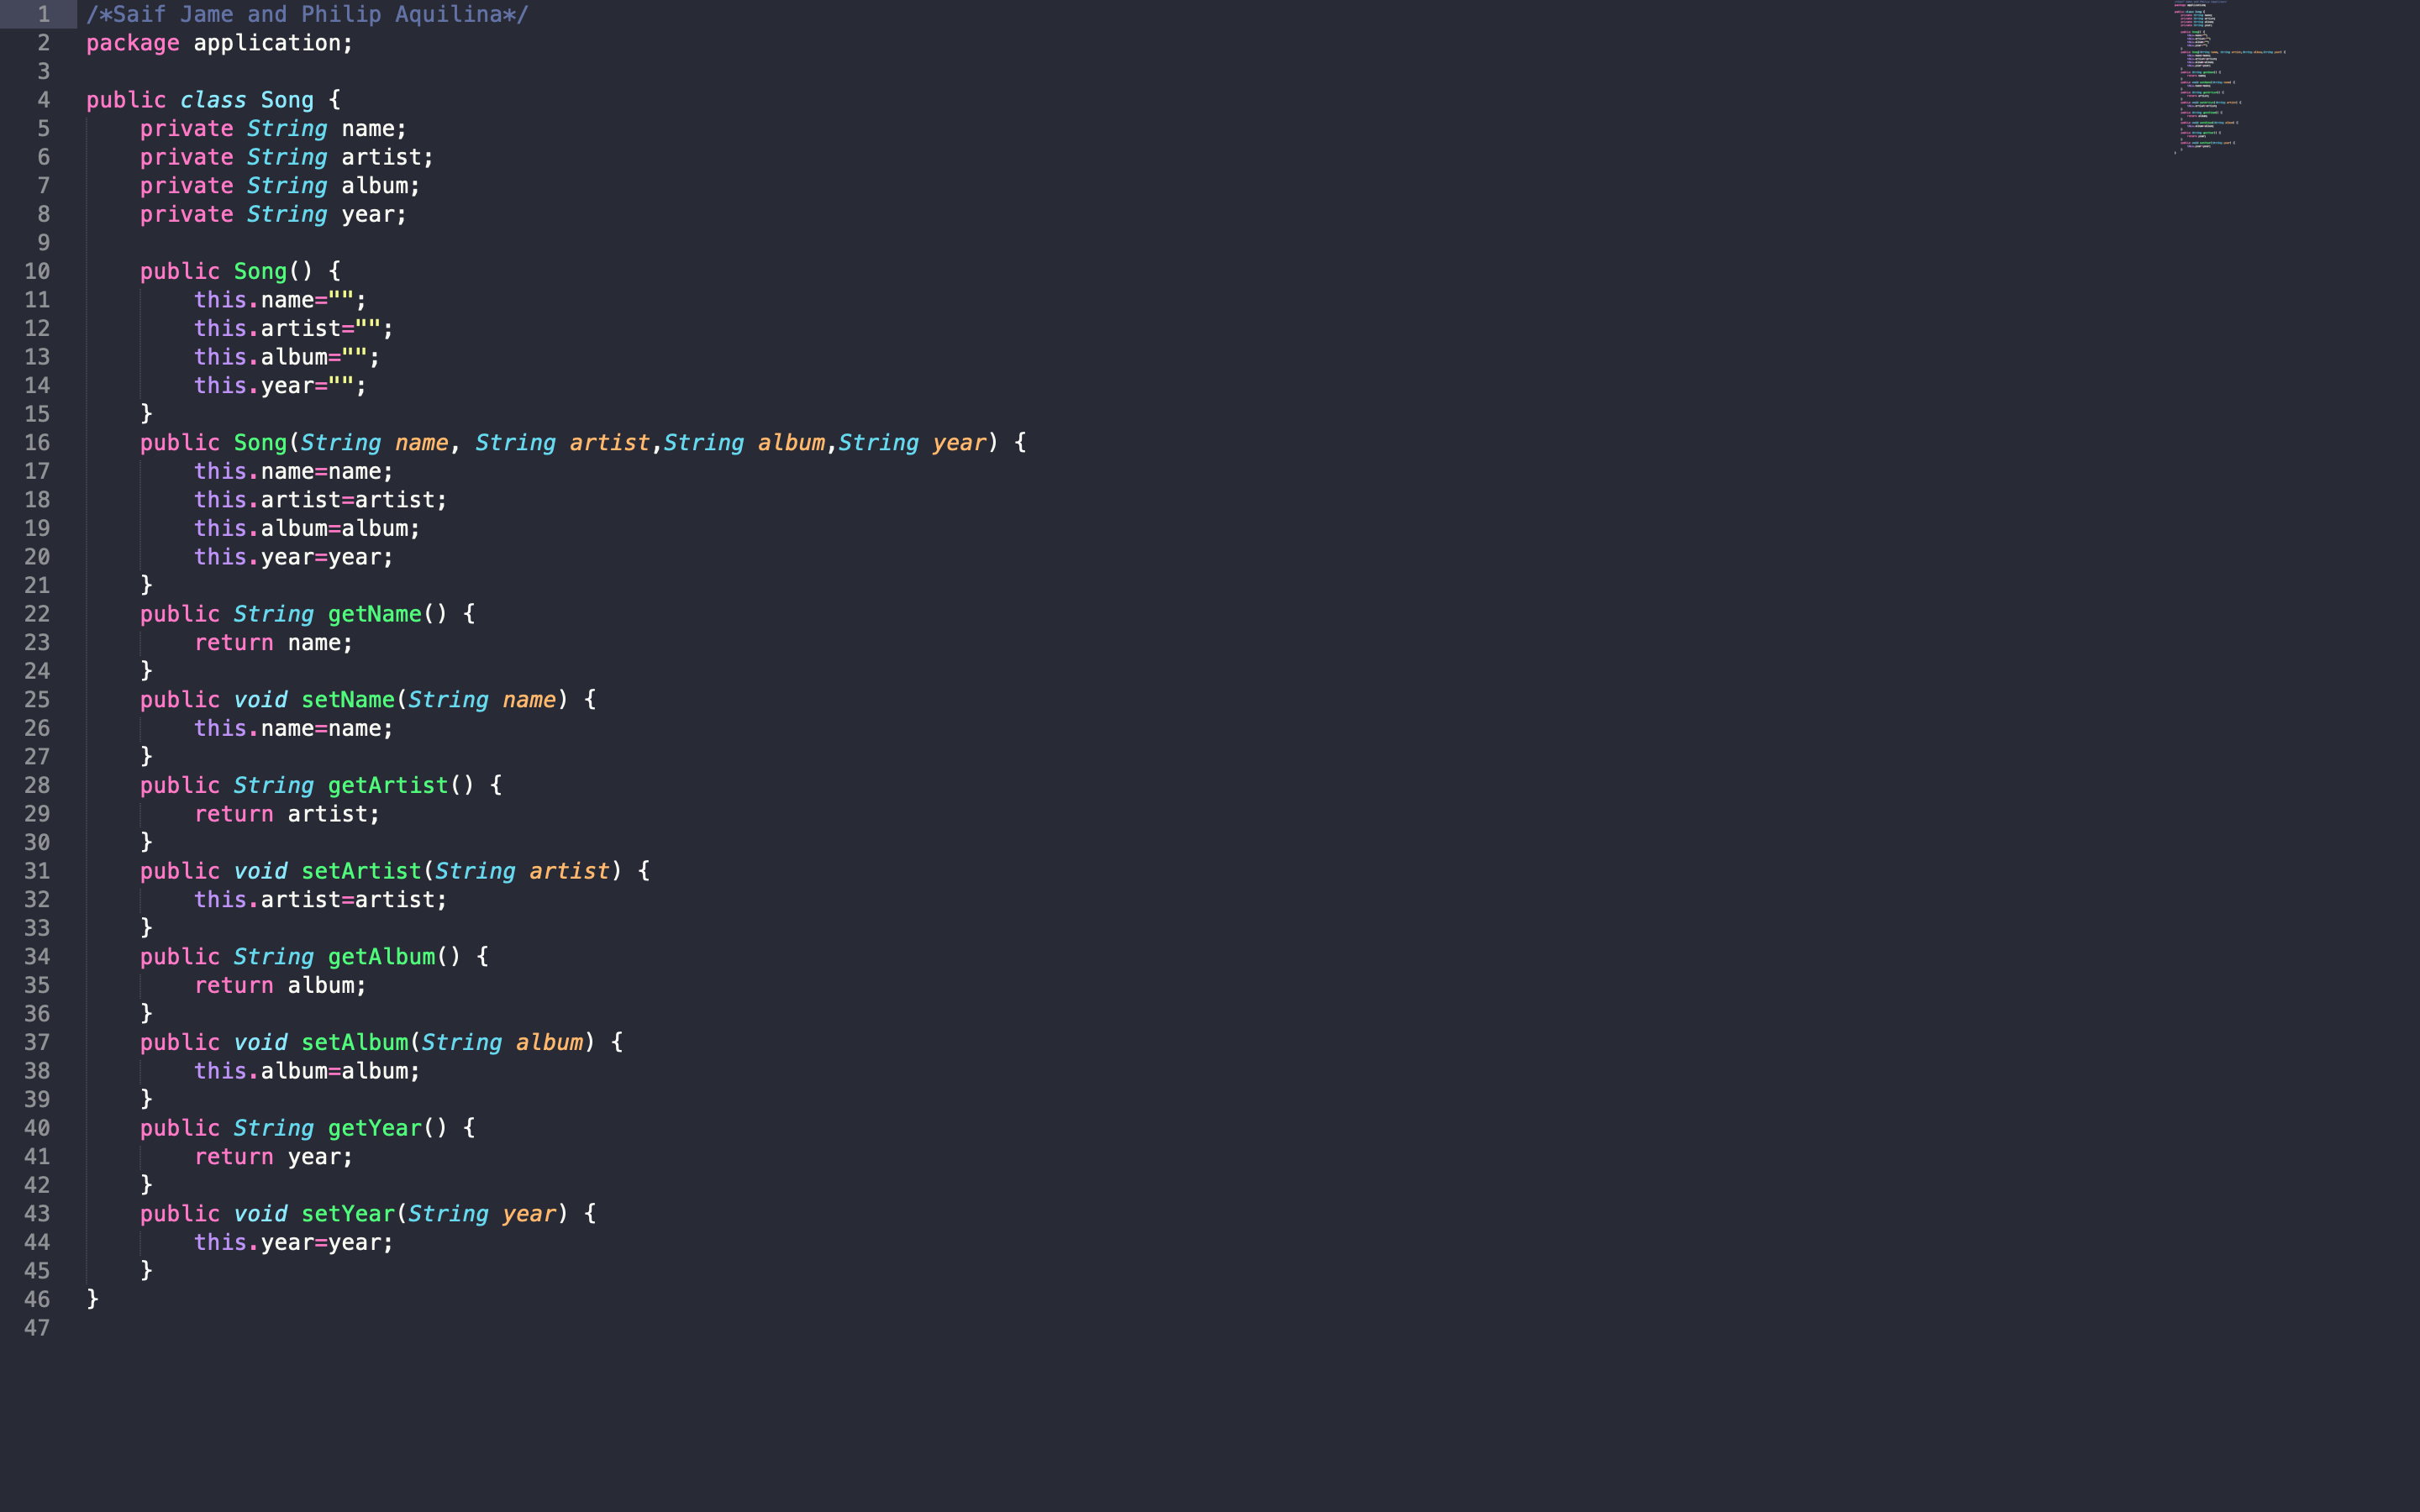 1 /*Saif Jame and Philip Aquilina*/
2 package application;
3
4 public class Song {
5     private String name;
6     private String artist;
7     private String album;
8     private String year;
9
10     public Song() {
11         this.name="";
12         this.artist="";
13         this.album="";
14         this.year="";
15     }
16     public Song(String name, String artist,String album,String year) {
17         this.name=name;
18         this.artist=artist;
19         this.album=album;
20         this.year=year;
21     }
22     public String getName() {
23         return name;
24     }
25     public void setName(String name) {
26         this.name=name;
27     }
28     public String getArtist() {
29         return artist;
30     }
31     public void setArtist(String artist) {
32         this.artist=artist;
33     }
34     public String getAlbum() {
35         return album;
36     }
37     public void setAlbum(String album) {
38         this.album=album;
39     }
40     public String getYear() {
41         return year;
42     }
43     public void setYear(String year) {
44         this.year=year;
45     }
46 }
47